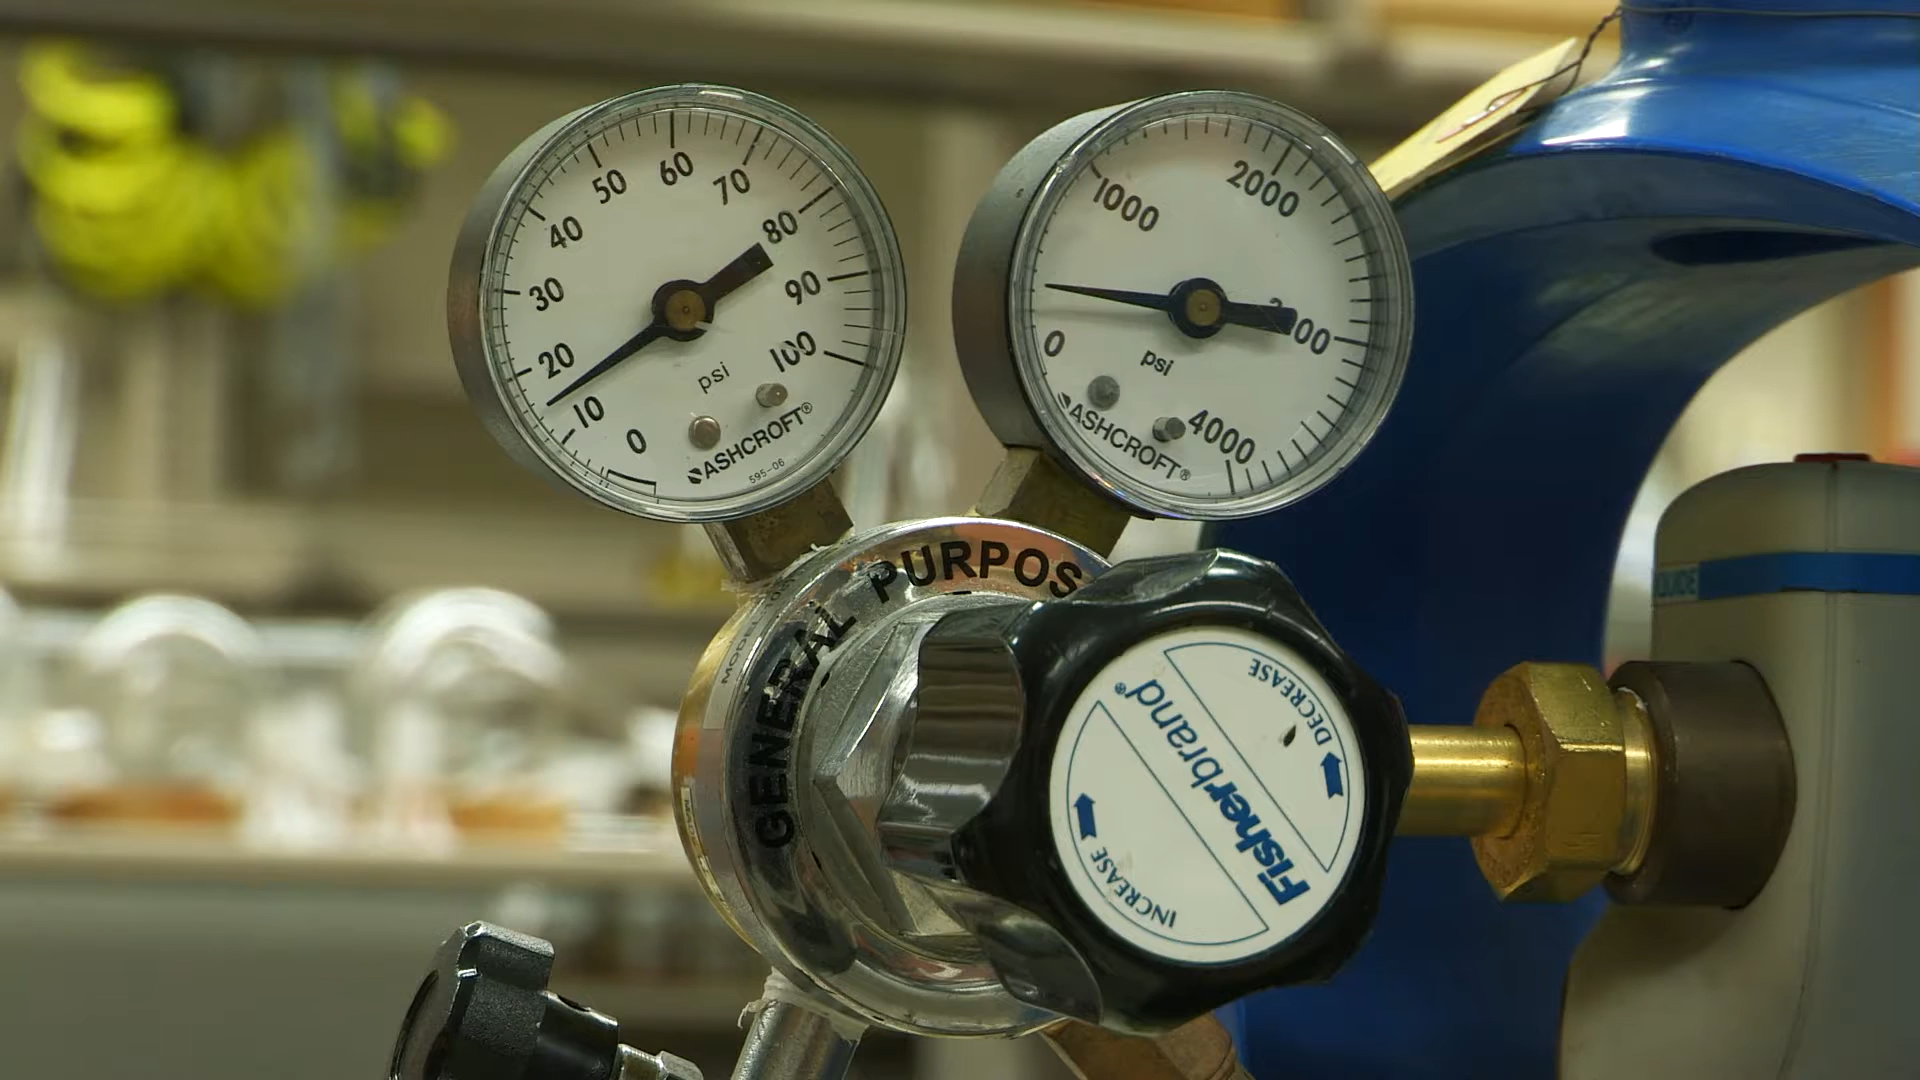 60
50
70
40
80
30
90
20
100
psi
10
0
ASHCROFT®
595-06
2000
1000
0
psi
4000
ASHCROFT®
GENERAL PURPOS
DECREASE
Fisherbrand®
INCREASE